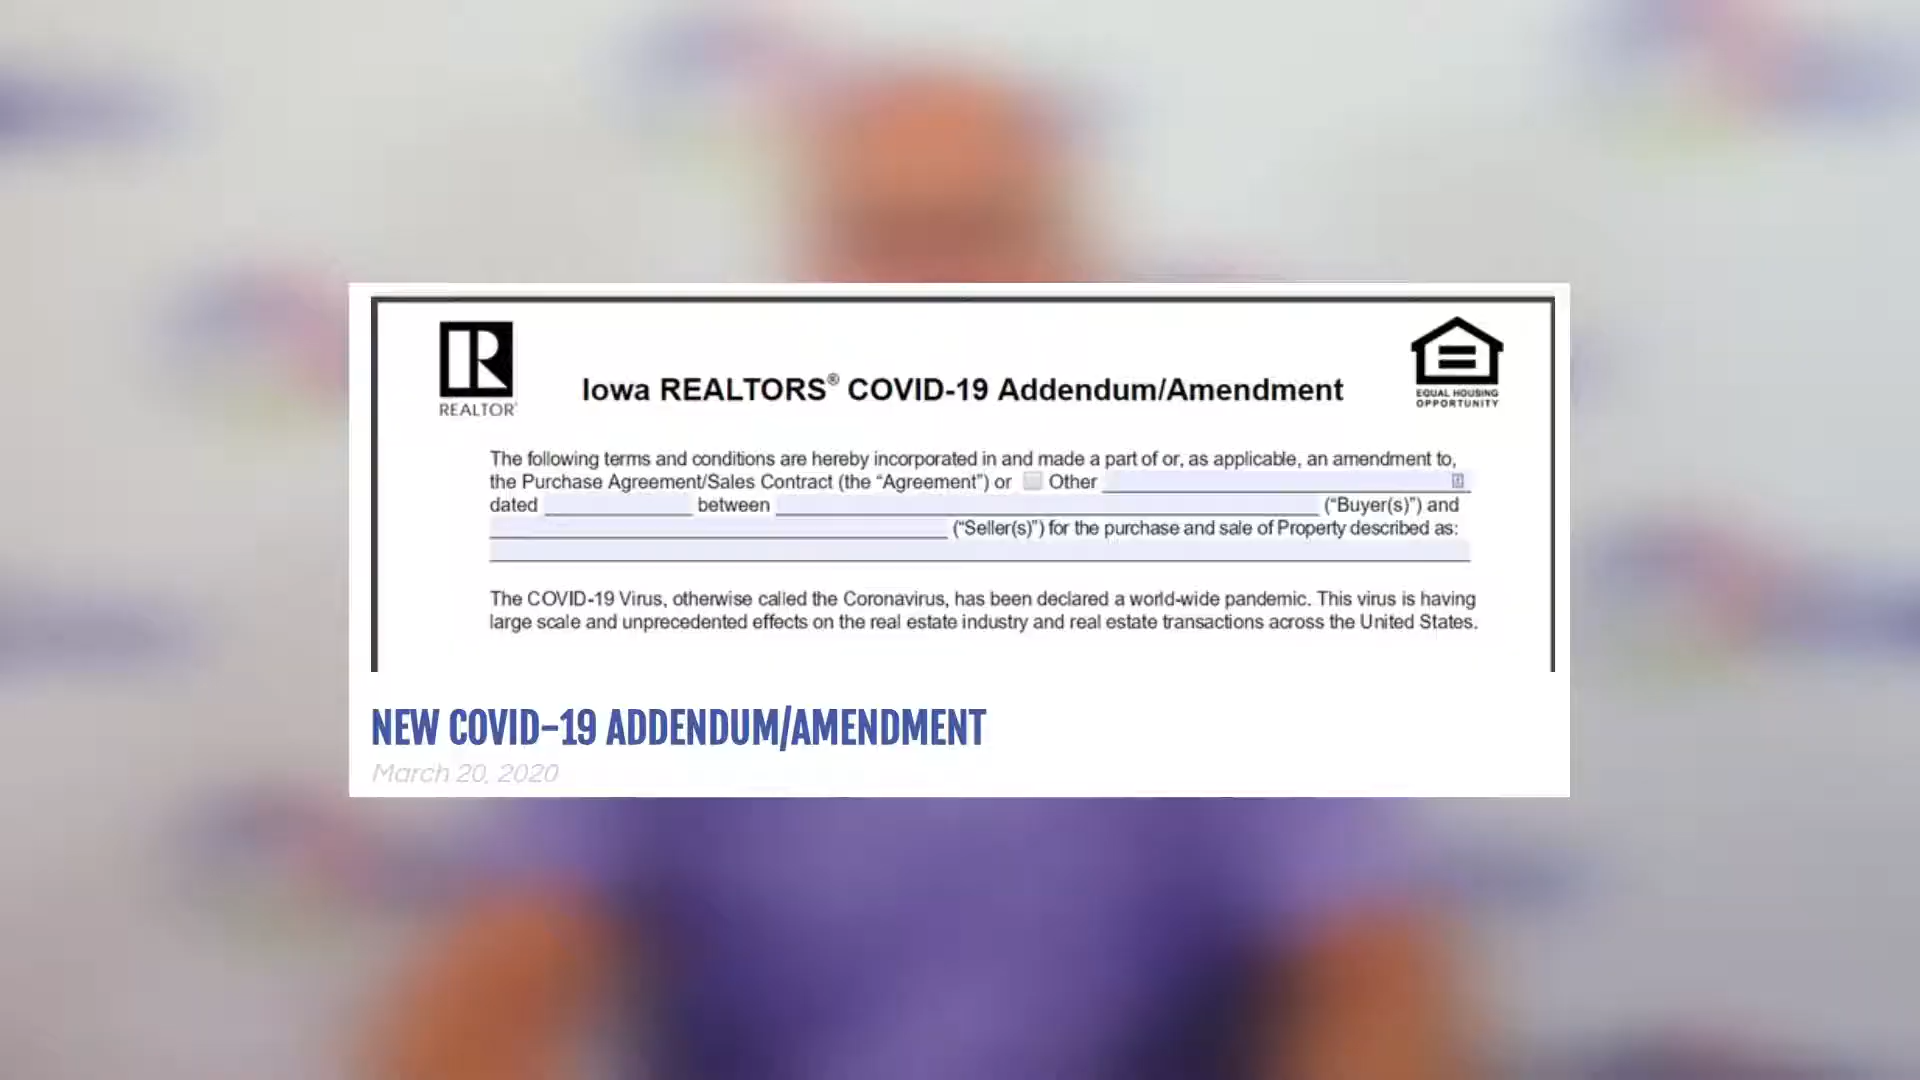 REALTOR®
EQUAL HOUSING
OPPORTUNITY
Iowa REALTORS® COVID-19 Addendum/Amendment
The following terms and conditions are hereby incorporated in and made a part of or, as applicable, an amendment to,
the Purchase Agreement/Sales Contract (the “Agreement”) or Other
dated between (“Buyer(s)”) and
(“Seller(s)”) for the purchase and sale of Property described as:
The COVID-19 Virus, otherwise called the Coronavirus, has been declared a world-wide pandemic. This virus is having
large scale and unprecedented effects on the real estate industry and real estate transactions across the United States.
NEW COVID-19 ADDENDUM/AMENDMENT
March 20, 2020